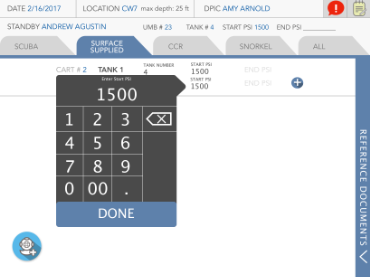 DATE 2/16/2017 LOCATION CW7 max depth: 25 ft DPIC AMY ARNOLD
STANDBY ANDREW AGUSTIN UMB # 23 TANK # 4 START PSI 1500 END PSI ________
SCUBA SURFACE SUPPLIED CCR SNORKEL ALL
CART # 2 TANK 1 TANK NUMBER 4 START PSI 1500 END PSI
START PSI 1500 END PSI
Enter Start PSI
1500
1 2 3
4 5 6
7 8 9
0 00 .
DONE
REFERENCE DOCUMENTS